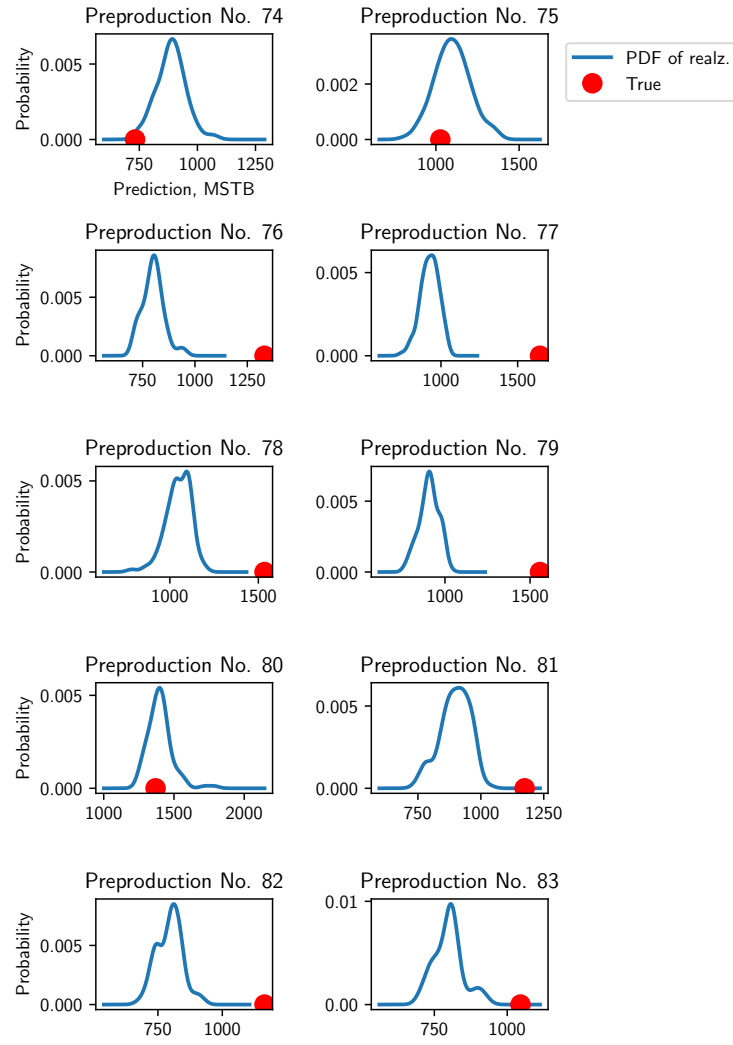 Preproduction No. 74
Probability
0.005
0.000
750 1000 1250
Prediction, MSTB
Preproduction No. 75
0.002
0.000
1000 1500
PDF of realz.
True
Preproduction No. 76
Probability
0.005
0.000
750 1000 1250
Preproduction No. 77
0.005
0.000
1000 1500
Preproduction No. 78
Probability
0.005
0.000
1000 1500
Preproduction No. 79
0.005
0.000
1000 1500
Preproduction No. 80
Probability
0.005
0.000
1000 1500 2000
Preproduction No. 81
0.005
0.000
750 1000 1250
Preproduction No. 82
Probability
0.005
0.000
750 1000
Preproduction No. 83
0.01
0.00
750 1000